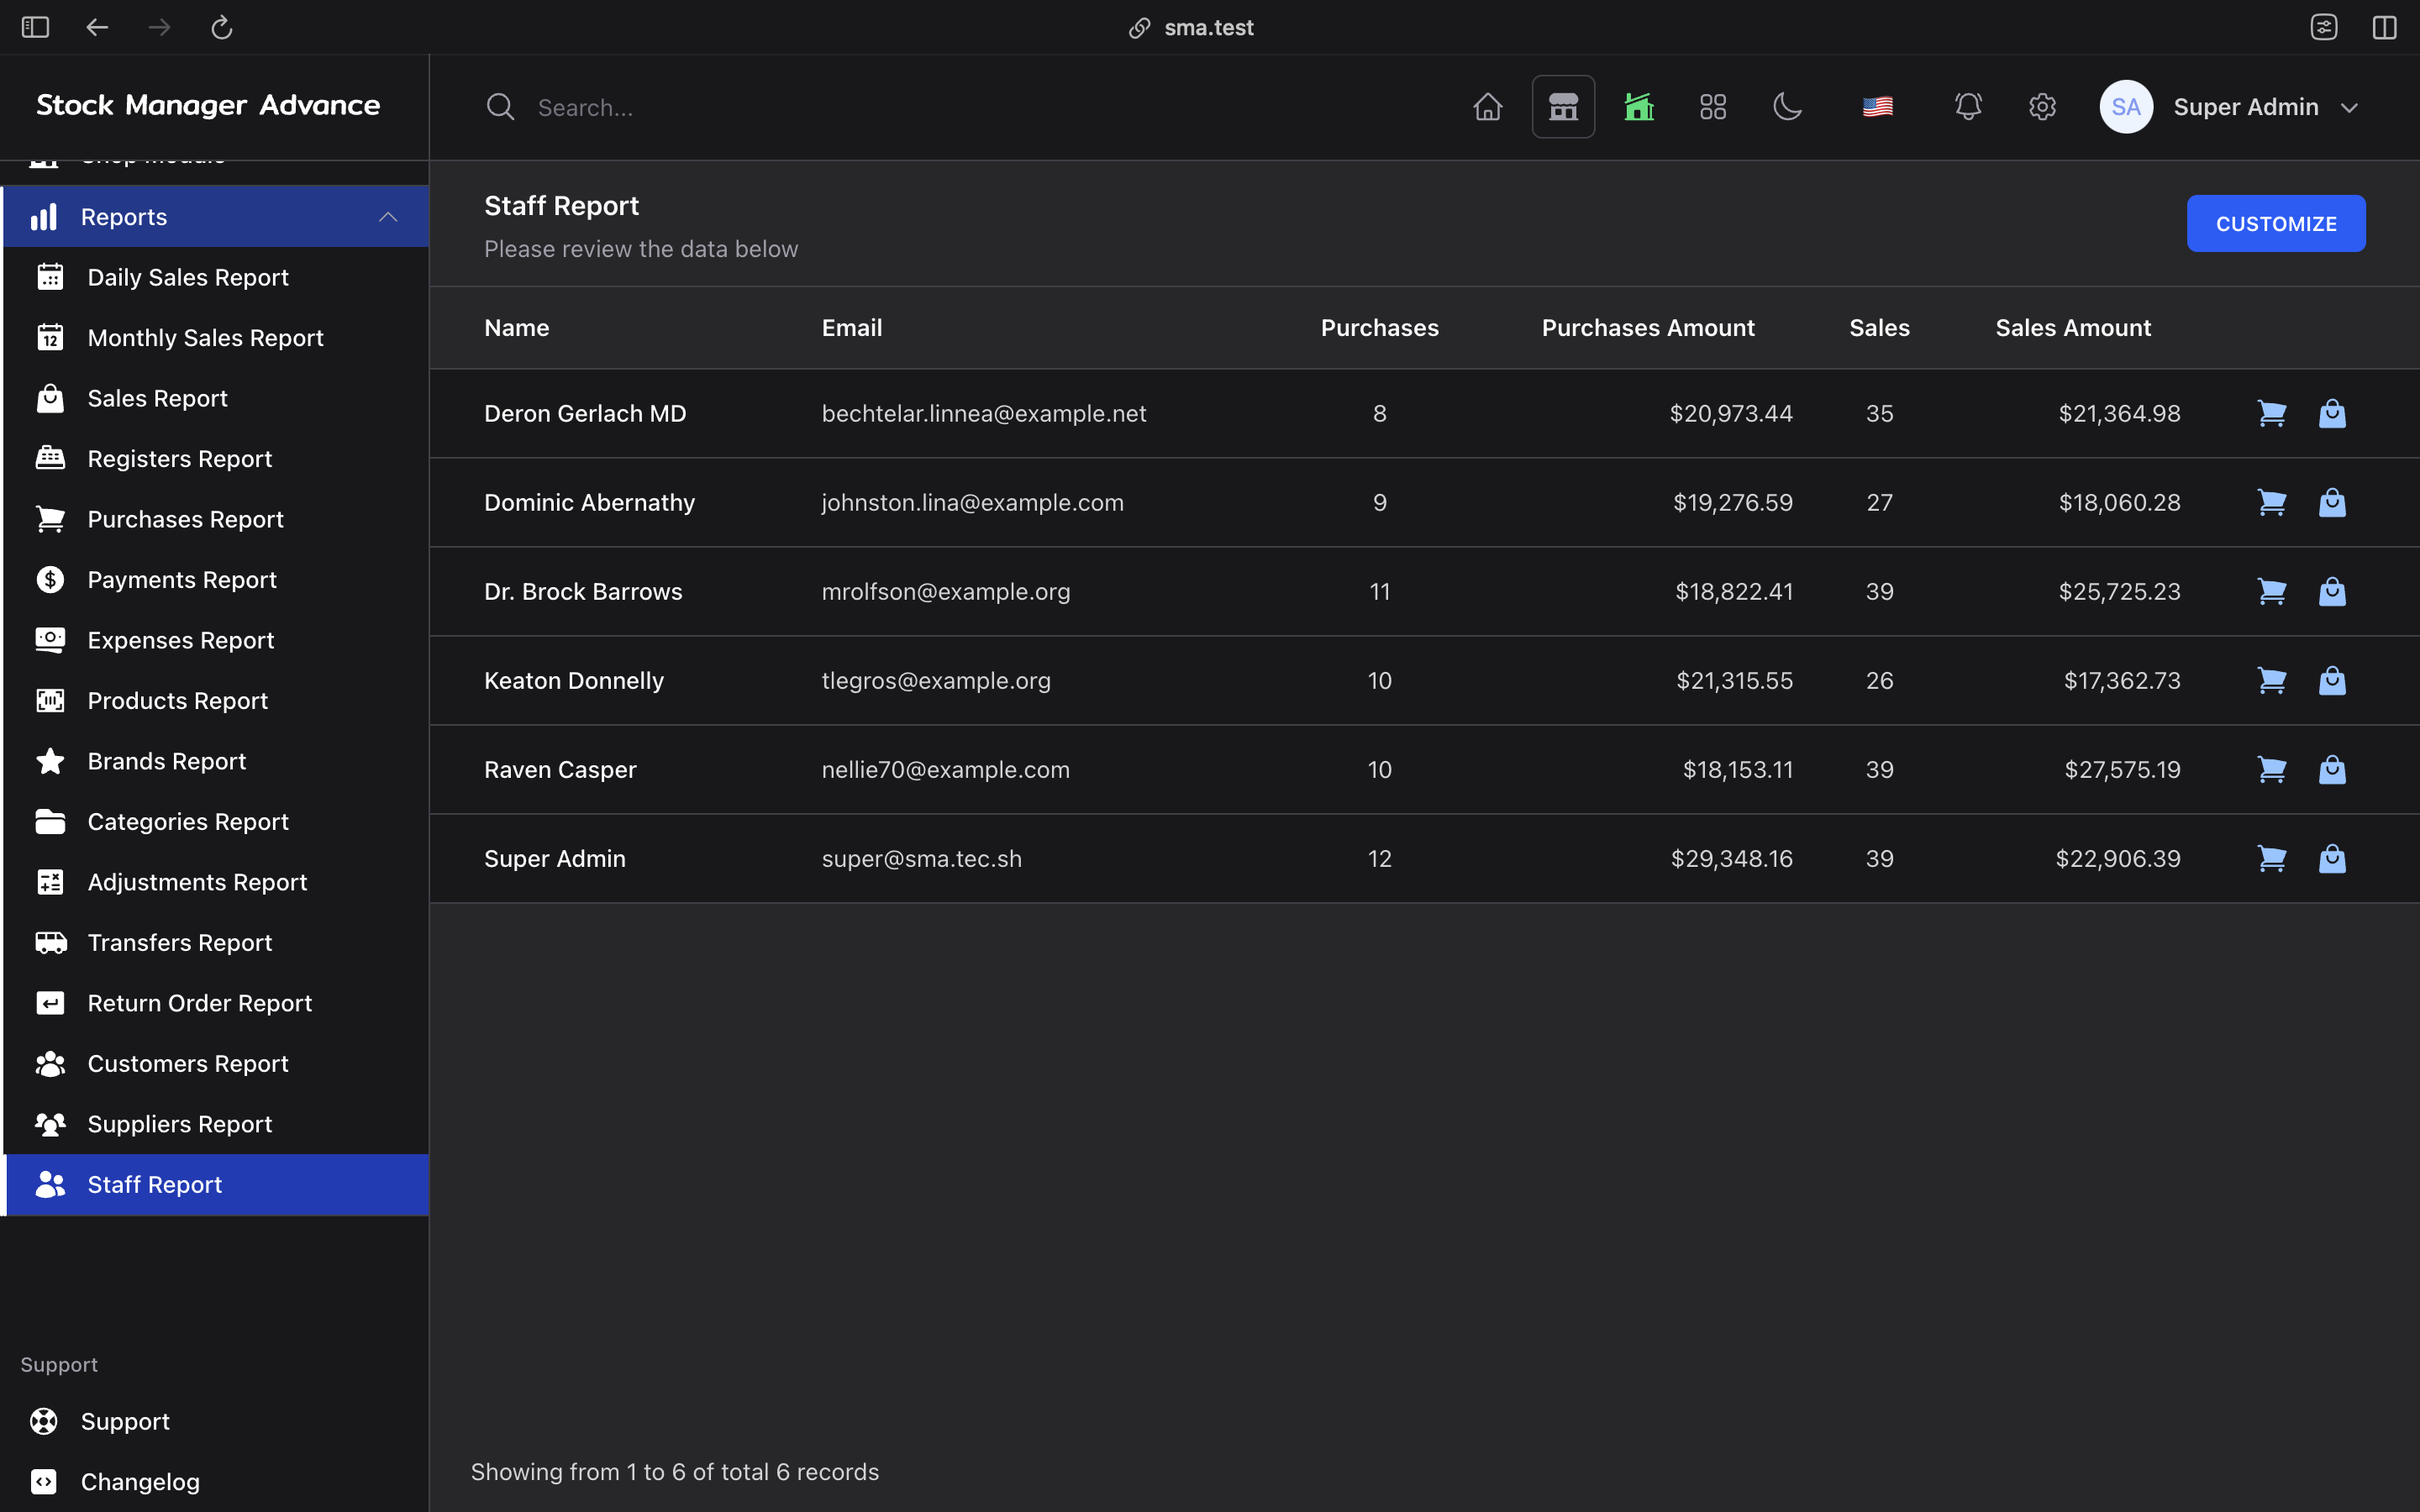 sma.test
Stock Manager Advance
Search...
SA
Super Admin
Shop Module
Reports
Daily Sales Report
12
Monthly Sales Report
Sales Report
Registers Report
Purchases Report
$
Payments Report
Expenses Report
Products Report
Brands Report
Categories Report
Adjustments Report
Transfers Report
Return Order Report
Customers Report
Suppliers Report
Staff Report
Support
Support
Changelog
Staff Report
Please review the data below
CUSTOMIZE
Name Email Purchases Purchases Amount Sales Sales Amount
Deron Gerlach MD bechtelar.linnea@example.net 8 $20,973.44 35 $21,364.98
Dominic Abernathy johnston.lina@example.com 9 $19,276.59 27 $18,060.28
Dr. Brock Barrows mrolfson@example.org 11 $18,822.41 39 $25,725.23
Keaton Donnelly tlegros@example.org 10 $21,315.55 26 $17,362.73
Raven Casper nellie70@example.com 10 $18,153.11 39 $27,575.19
Super Admin super@sma.tec.sh 12 $29,348.16 39 $22,906.39
Showing from 1 to 6 of total 6 records